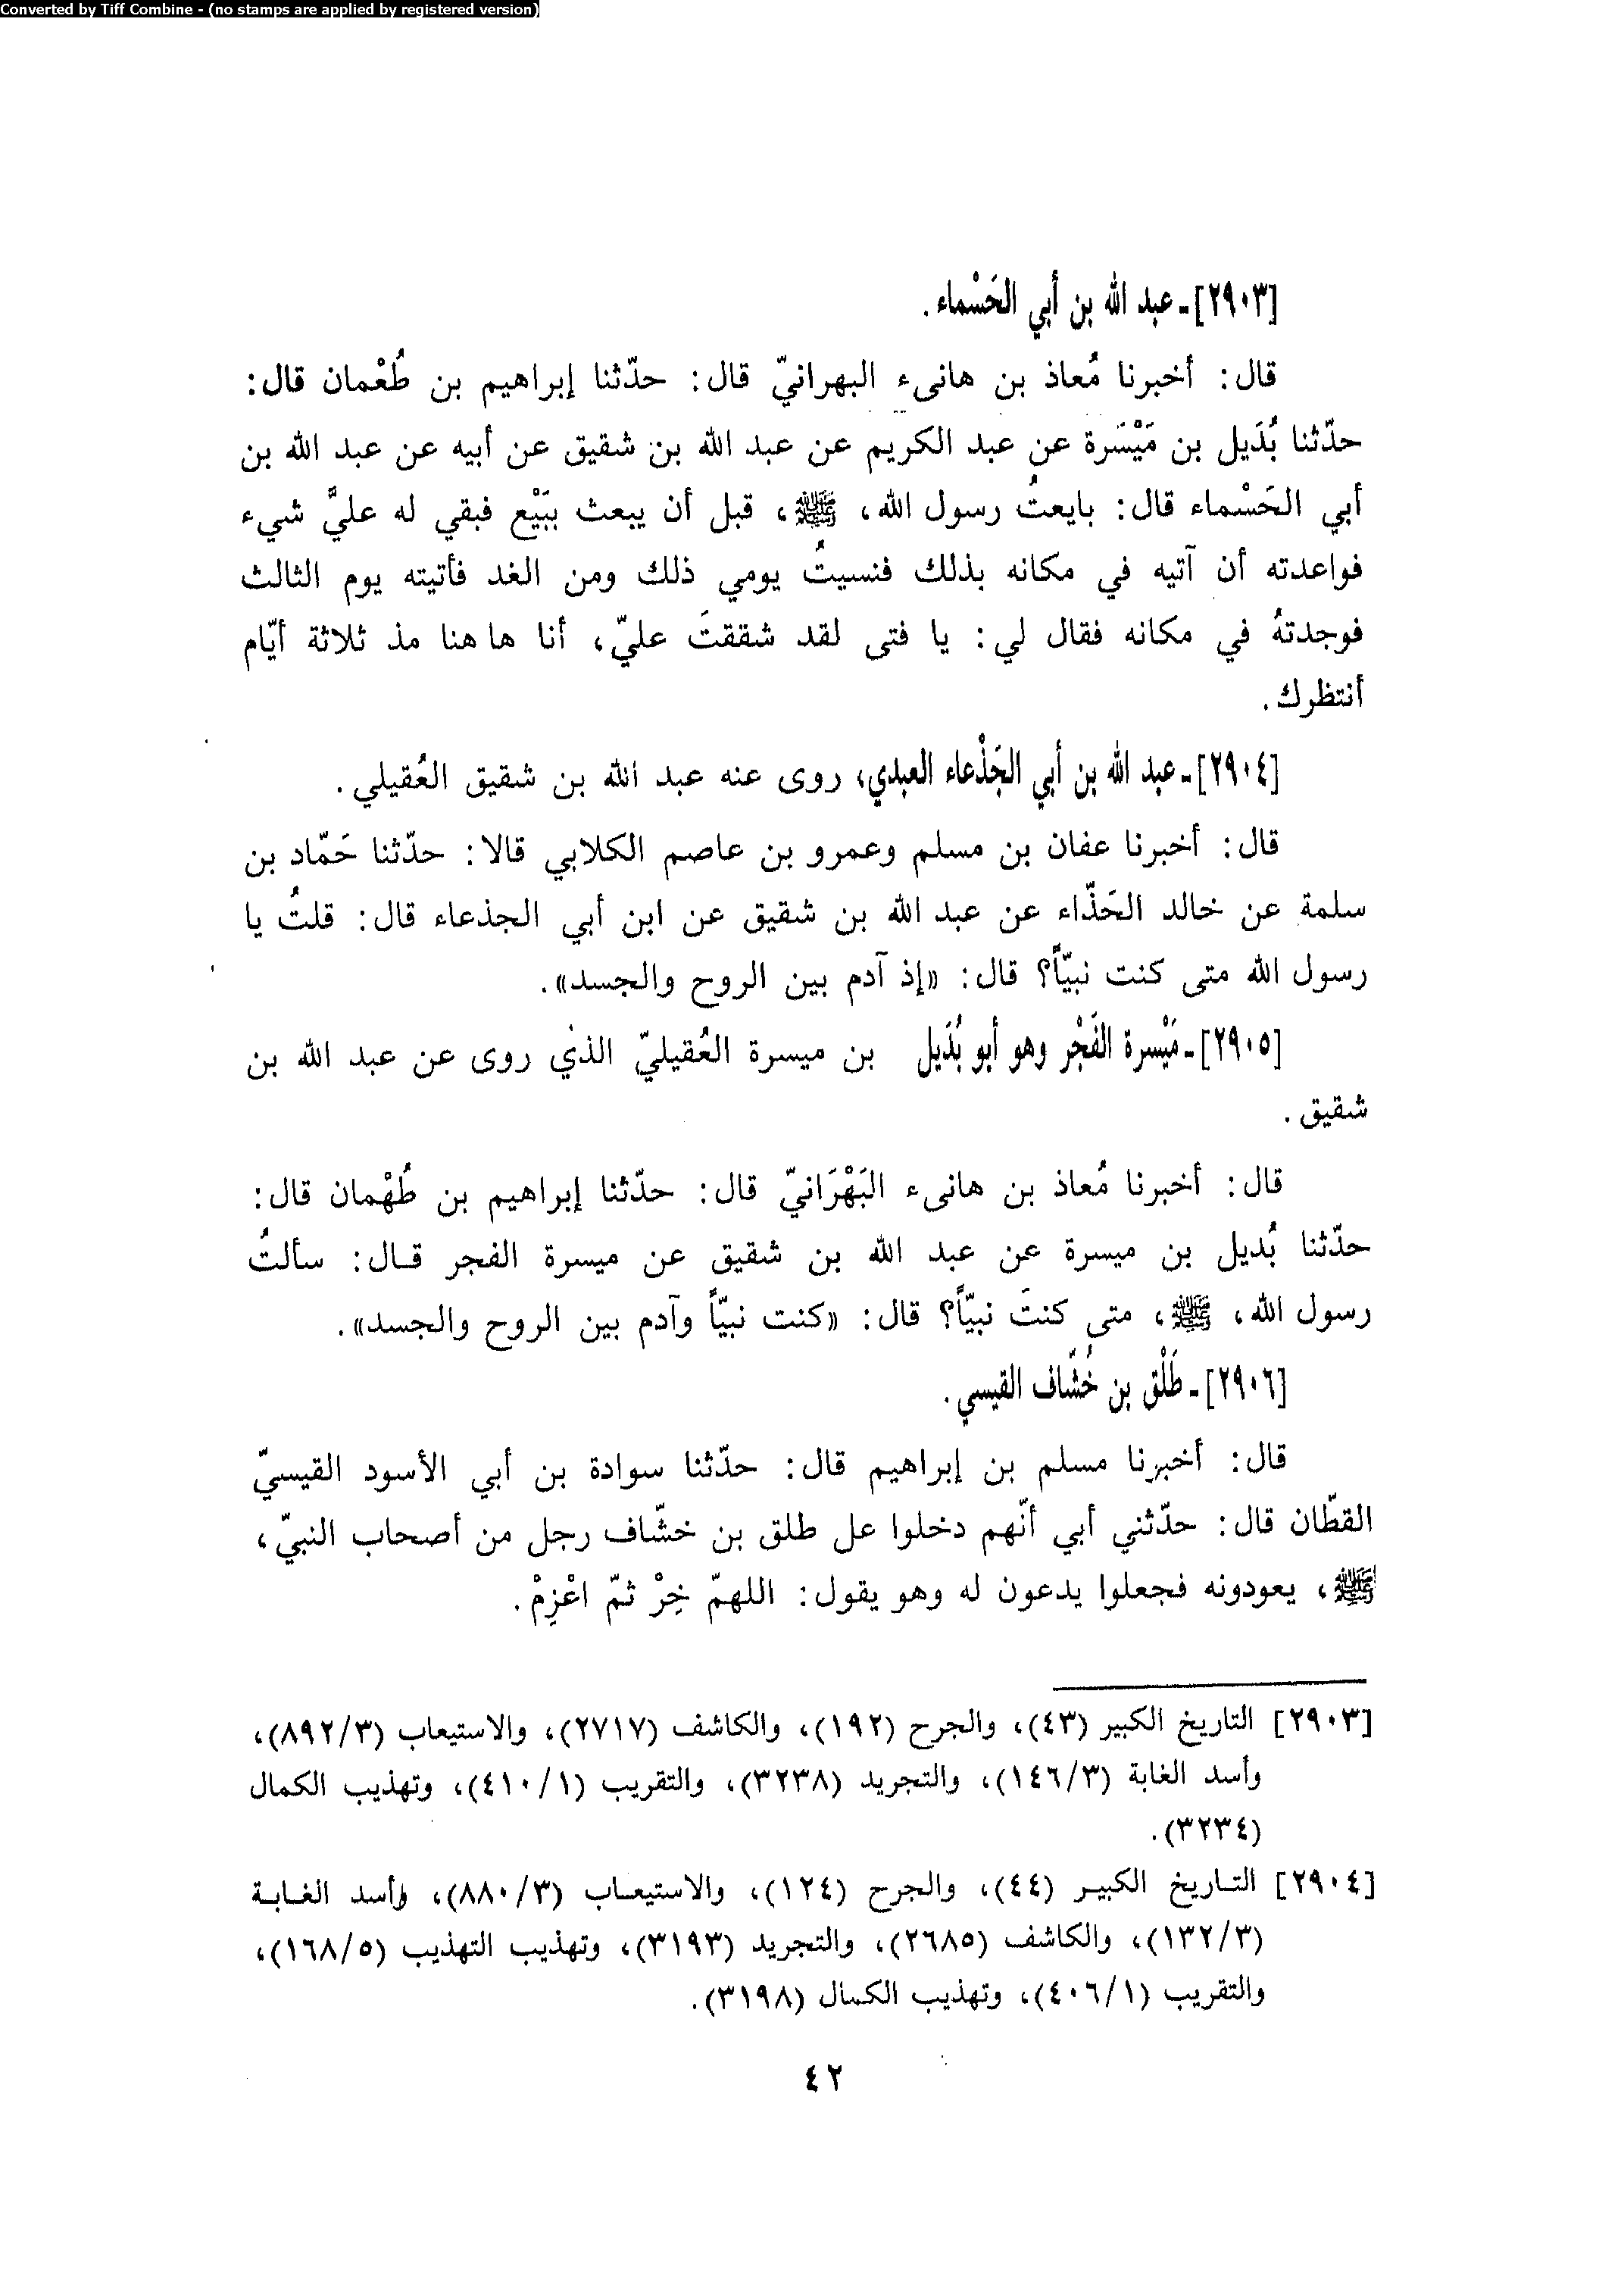 Converted by Tiff Combine - (no stamps are applied by registered version)
[٢٩٠٣]ـ عبد الله بن أبي الحَسْماء.
قال: أخبرنا مُعاذ بن هانىء البهرانيّ قال: حدّثنا إبراهيم بن طُعْمان قال:
حدّثنا بُدَيل بن مَيْسَرة عن عبد الكريم عن عبد الله بن شقيق عن أبيه عن عبد الله بن
أبي الحَسْماء قال: بايعتُ رسول الله، ﷺ، قبل أن يبعث ببَيْع فبقي له عليَّ شيء
فواعدته أن آتيه في مكانه بذلك فنسيتُ يومي ذلك ومن الغد فأتيته يوم الثالث
فوجدتهُ في مكانه فقال لي: يا فتى لقد شققتَ عليّ، أنا ها هنا مذ ثلاثة أيّام
أنتظرك.
[٢٩٠٤]ـ عبد الله بن أبي الجَذْعاء العبدي، روى عنه عبد الله بن شقيق العُقيلي.
قال: أخبرنا عفان بن مسلم وعمرو بن عاصم الكلابي قالا: حدّثنا حَمّاد بن
سلمة عن خالد الحَذّاء عن عبد الله بن شقيق عن ابن أبي الجذعاء قال: قلتُ يا
رسول الله متى كنت نبيّاً؟ قال: «إذ آدم بين الروح والجسد».
[٢٩٠٥]ـ مَيْسرة الفَجْر وهو أبو بُدَيل بن ميسرة العُقيليّ الذي روى عن عبد الله بن
شقيق.
قال: أخبرنا مُعاذ بن هانىء البَهْرَانيّ قال: حدّثنا إبراهيم بن طُهْمان قال:
حدّثنا بُديل بن ميسرة عن عبد الله بن شقيق عن ميسرة الفجر قال: سألتُ
رسول الله، ﷺ، متى كنتَ نبيّاً؟ قال: «كنت نبيّاً وآدم بين الروح والجسد».
[٢٩٠٦]ـ طَلْق بن خُشّاف القيسي.
قال: أخبرنا مسلم بن إبراهيم قال: حدّثنا سوادة بن أبي الأسود القيسيّ
القطّان قال: حدّثني أبي أنّهم دخلوا عل طلق بن خشّاف رجل من أصحاب النبيّ،
ﷺ، يعودونه فجعلوا يدعون له وهو يقول: اللهمّ خِرْ ثمّ اعْزِمْ.
[٢٩٠٣] التاريخ الكبير (٤٣)، والجرح (١٩٢)، والكاشف (٢٧١٧)، والاستيعاب (٨٩٢/٣)،
وأسد الغابة (١٤٦/٣)، والتجريد (٣٢٣٨)، والتقريب (٤١٠/١)، وتهذيب الكمال
(٣٢٣٤).
[٢٩٠٤] التاريخ الكبير (٤٤)، والجرح (١٢٤)، والاستيعاب (٨٨٠/٣)، وأسد الغابة
(١٣٢/٣)، والكاشف (٢٦٨٥)، والتجريد (٣١٩٣)، وتهذيب التهذيب (١٦٨/٥)،
والتقريب (٤٠٦/١)، وتهذيب الكمال (٣١٩٨).
٤٢